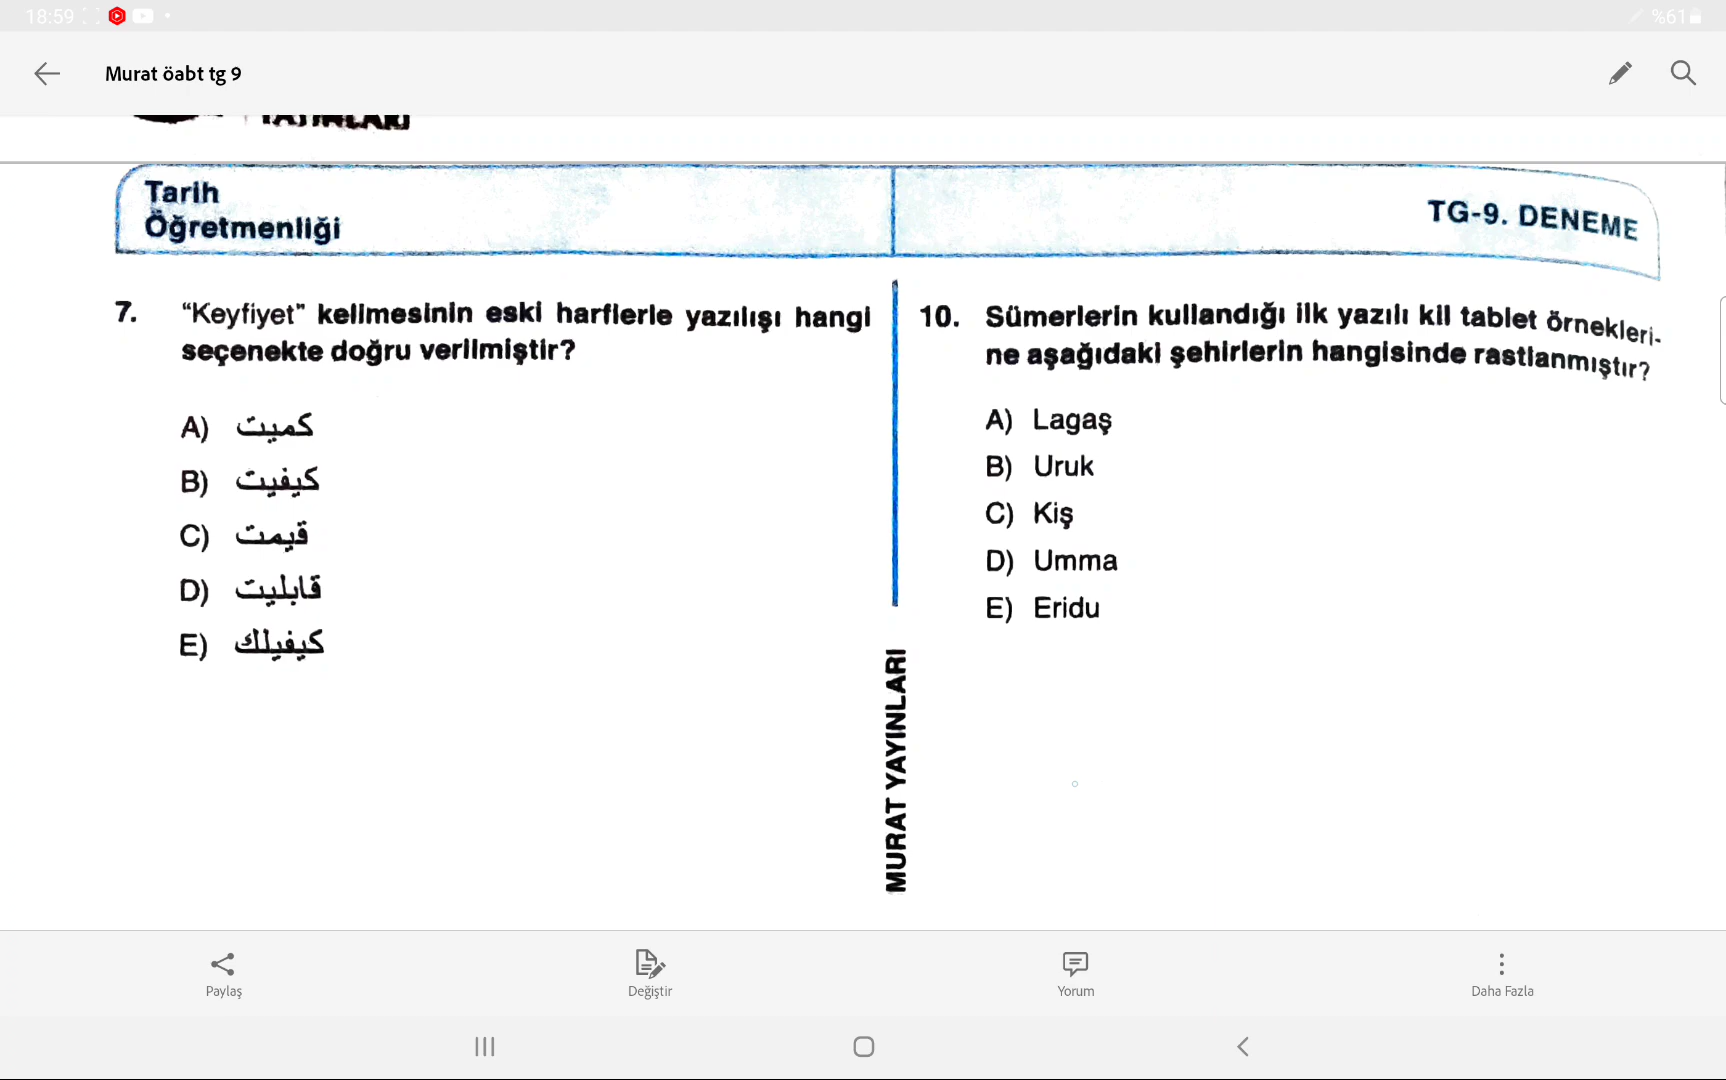 18:59
%61
Murat öabt tg 9
YAYINLARI
Tarih
Öğretmenliği
TG-9. DENEME
7. “Keyfiyet” kelimesinin eski harflerle yazılışı hangi
seçenekte doğru verilmiştir?
A) كميت
B) كيفيت
C) قيمت
D) قابليت
E) كيفيلك
MURAT YAYINLARI
10. Sümerlerin kullandığı ilk yazılı kil tablet örnekleri-
ne aşağıdaki şehirlerin hangisinde rastlanmıştır?
A) Lagaş
B) Uruk
C) Kiş
D) Umma
E) Eridu
Paylaş
Değiştir
Yorum
Daha Fazla